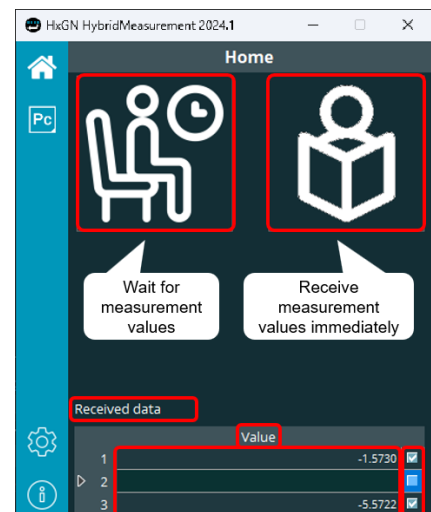 HxGN HybridMeasurement 2024.1
Home
Pc
Wait for
measurement
values
Receive
measurement
values immediately
Received data
Value
1 -1.5730
2
3 -5.5722